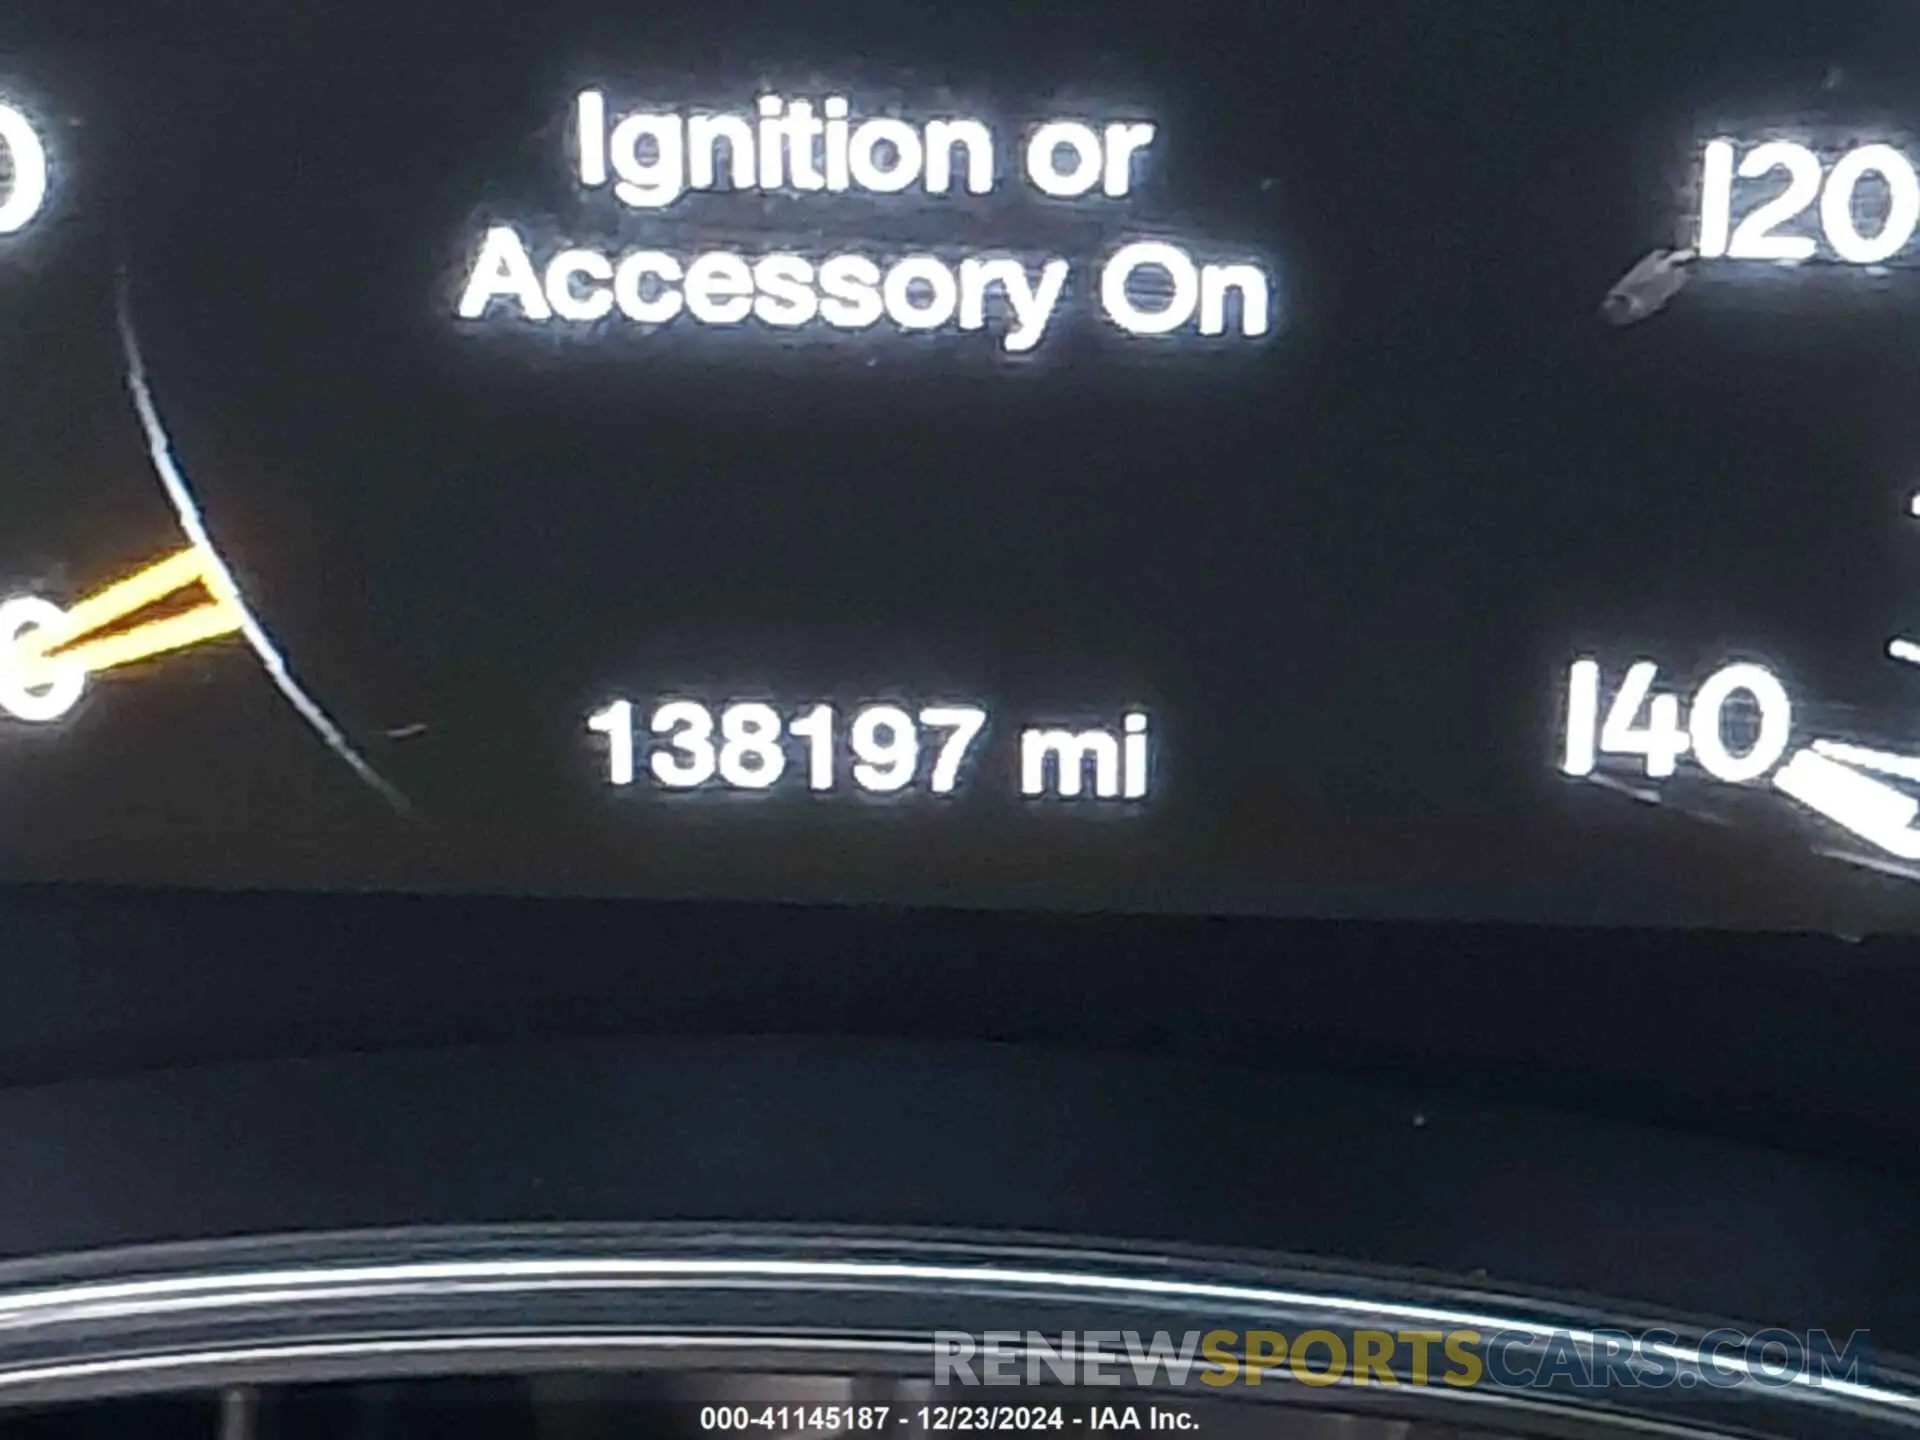 Ignition or
Accessory On
120
140
138197 mi
RENEWSPORTSCARS.COM
000-41145187 - 12/23/2024 - IAA Inc.